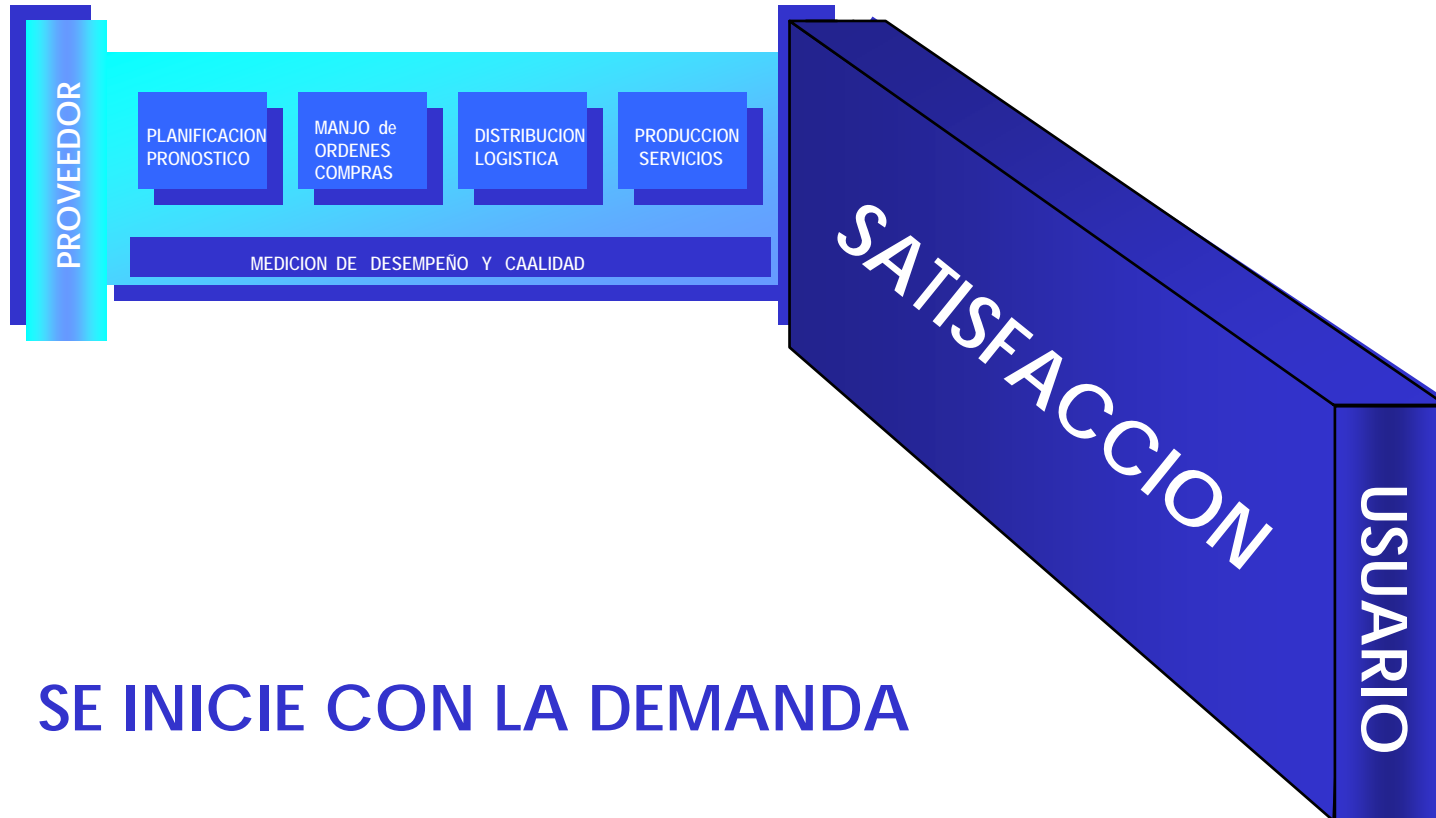 PROVEEDOR
PLANIFICACION
PRONOSTICO
MANJO de
ORDENES
COMPRAS
DISTRIBUCION
LOGISTICA
PRODUCCION
SERVICIOS
MEDICION DE DESEMPEÑO Y CAALIDAD
SATISFACCION
USUARIO
SE INICIE CON LA DEMANDA